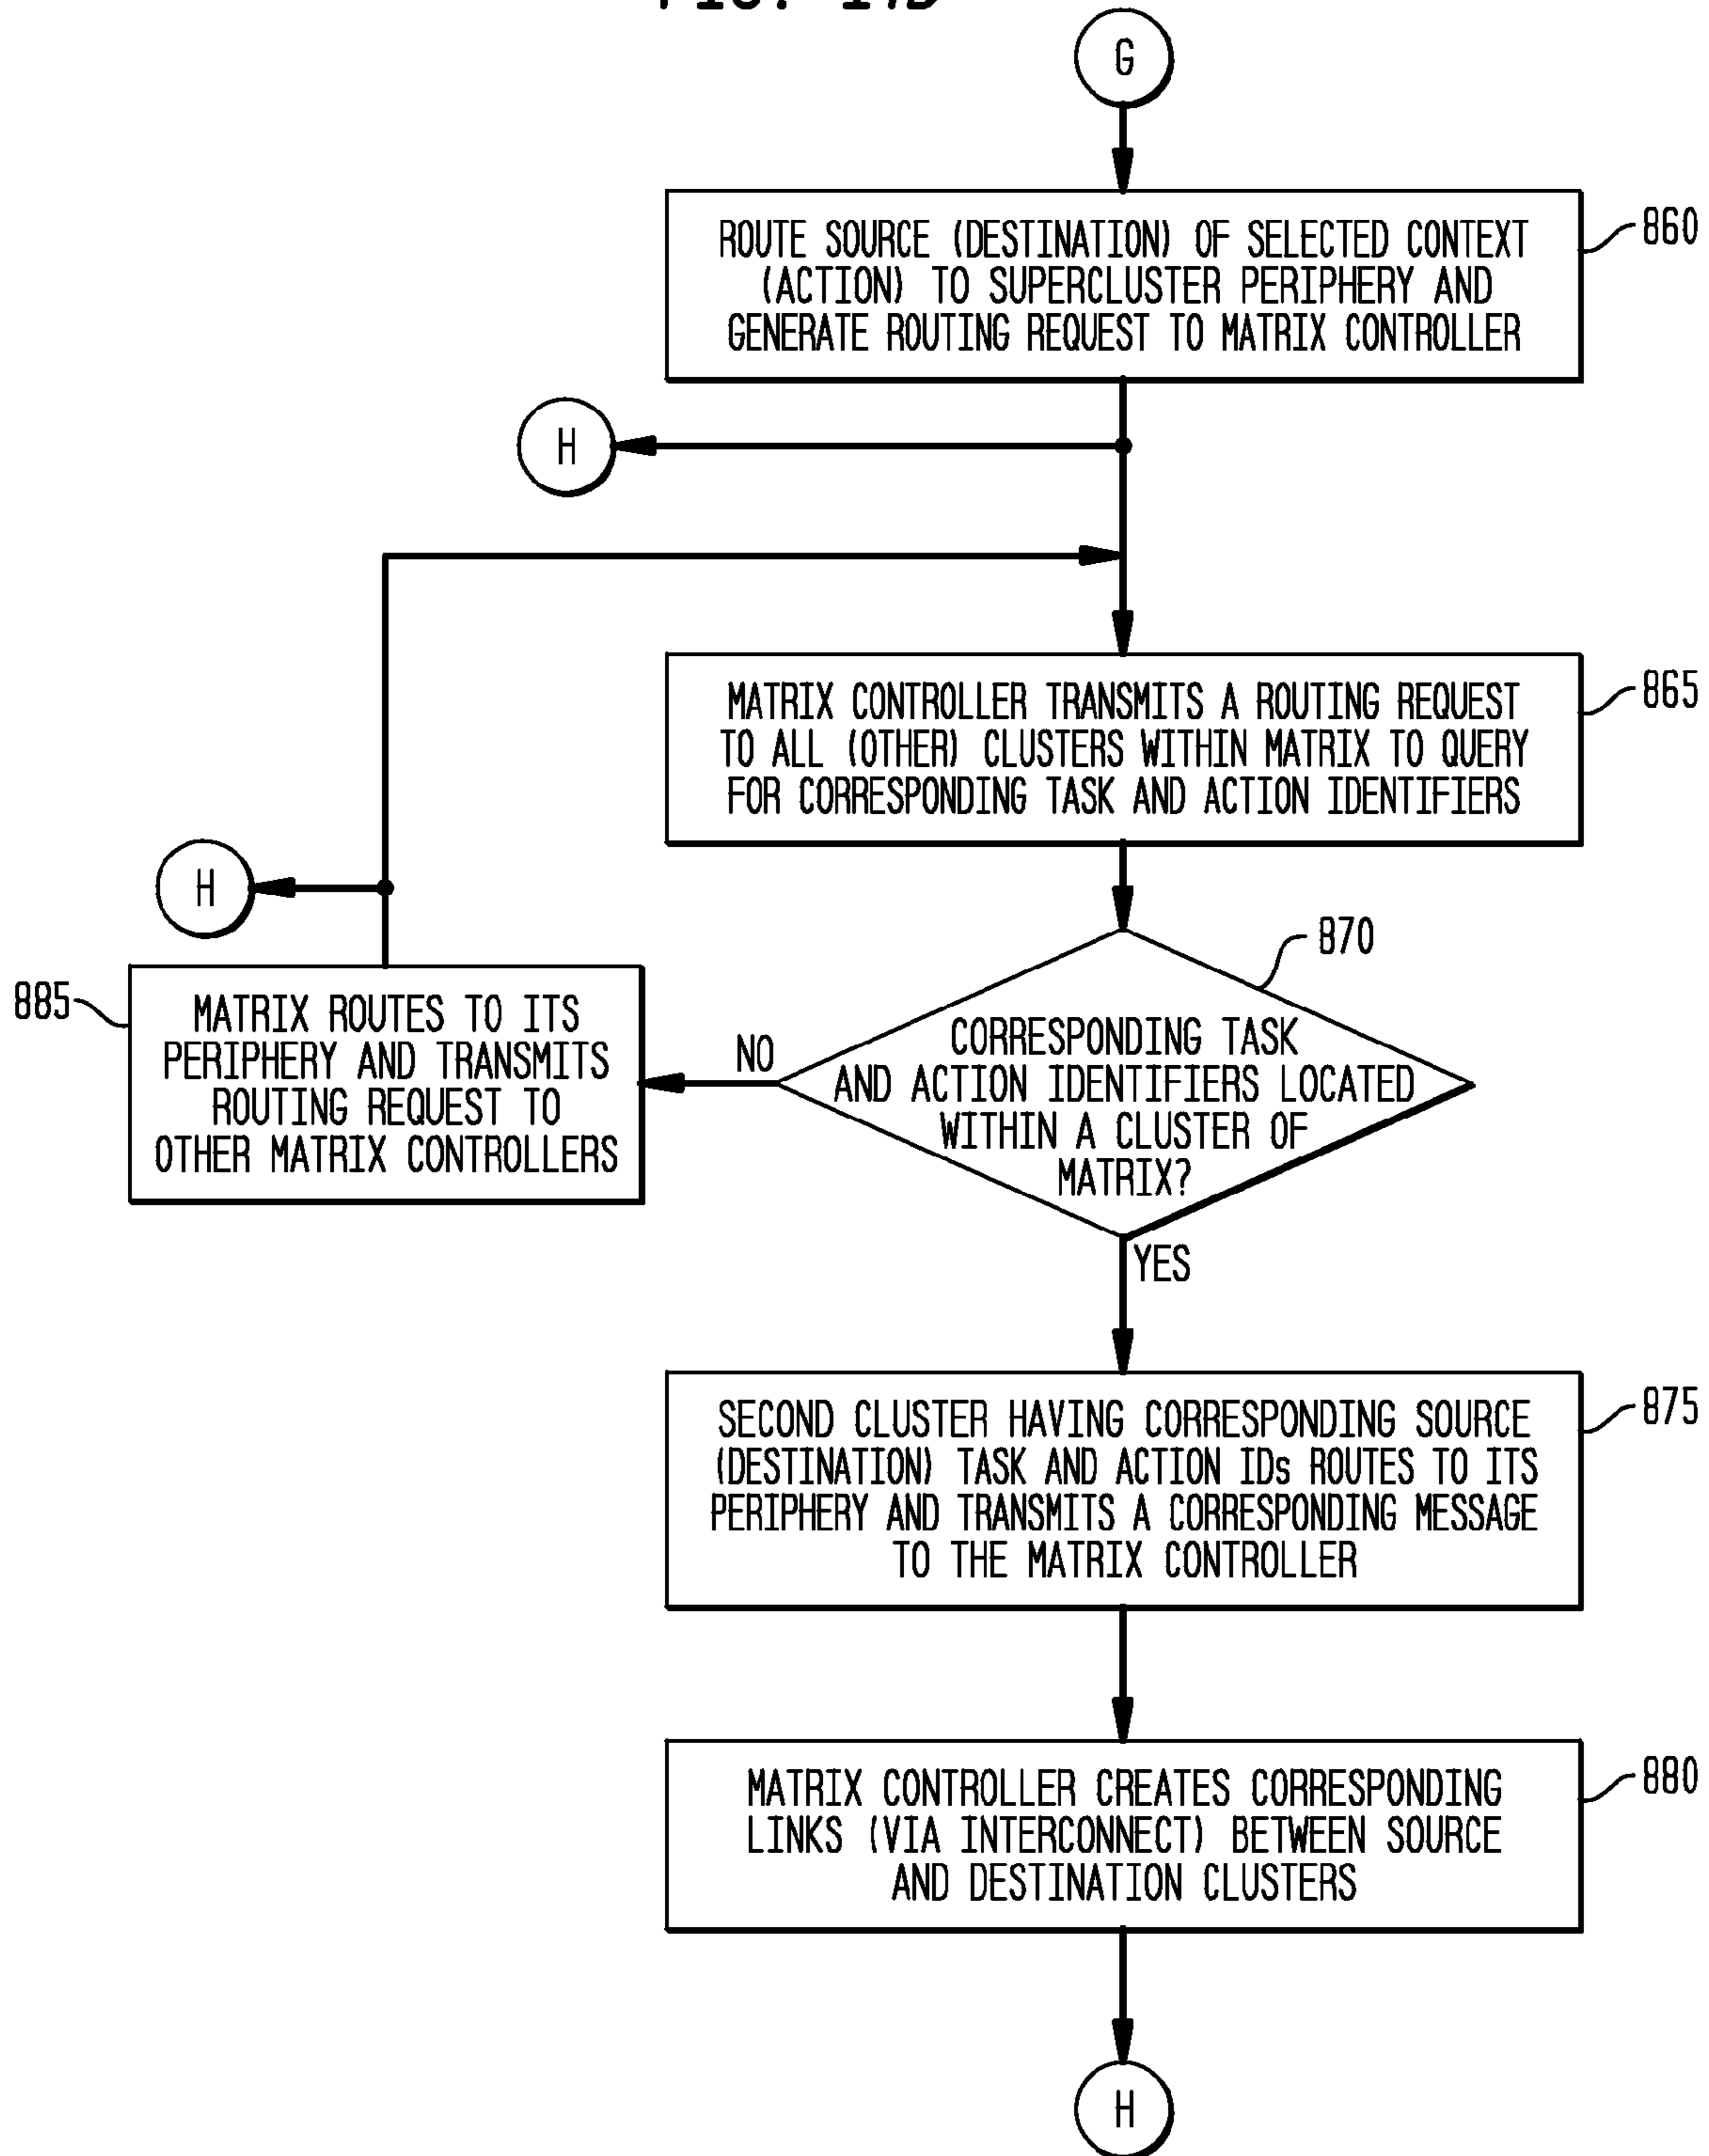 G
ROUTE SOURCE (DESTINATION) OF SELECTED CONTEXT
(ACTION) TO SUPERCLUSTER PERIPHERY AND
GENERATE ROUTING REQUEST TO MATRIX CONTROLLER
860
H
MATRIX CONTROLLER TRANSMITS A ROUTING REQUEST
TO ALL (OTHER) CLUSTERS WITHIN MATRIX TO QUERY
FOR CORRESPONDING TASK AND ACTION IDENTIFIERS
865
H
870
CORRESPONDING TASK
AND ACTION IDENTIFIERS LOCATED
WITHIN A CLUSTER OF
MATRIX?
NO
885
MATRIX ROUTES TO ITS
PERIPHERY AND TRANSMITS
ROUTING REQUEST TO
OTHER MATRIX CONTROLLERS
YES
SECOND CLUSTER HAVING CORRESPONDING SOURCE
(DESTINATION) TASK AND ACTION IDs ROUTES TO ITS
PERIPHERY AND TRANSMITS A CORRESPONDING MESSAGE
TO THE MATRIX CONTROLLER
875
MATRIX CONTROLLER CREATES CORRESPONDING
LINKS (VIA INTERCONNECT) BETWEEN SOURCE
AND DESTINATION CLUSTERS
880
H